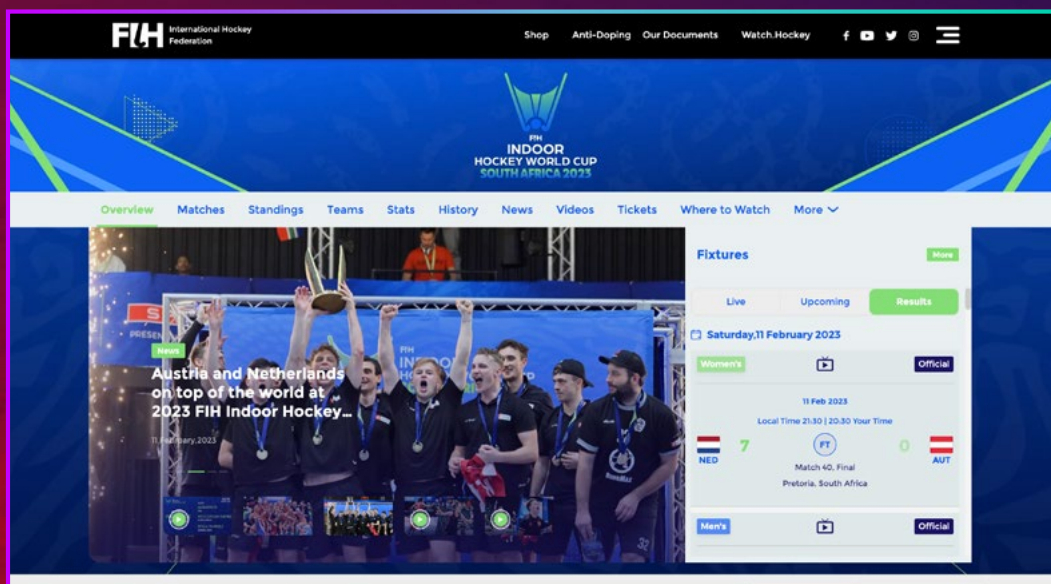 FIH International Hockey
Federation
Shop Anti-Doping Our Documents Watch.Hockey
FIH
INDOOR
HOCKEY WORLD CUP
SOUTH AFRICA 2023
Overview Matches Standings Teams Stats History News Videos Tickets Where to Watch More
Fixtures More
Live Upcoming Results
Saturday,11 February 2023
Women's Official
11 Feb 2023
Local Time 21:30 | 20:30 Your Time
7 FT 0
NED AUT
Match 40, Final
Pretoria, South Africa
Men's Official
News
Austria and Netherlands
on top of the world at
2023 FIH Indoor Hockey...
11 February,2023